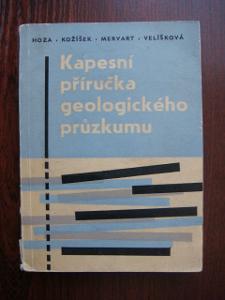 HOZA · KOŽÍŠEK · MERVART · VELÍŠKOVÁ
Kapesní
příručka
geologického
průzkumu